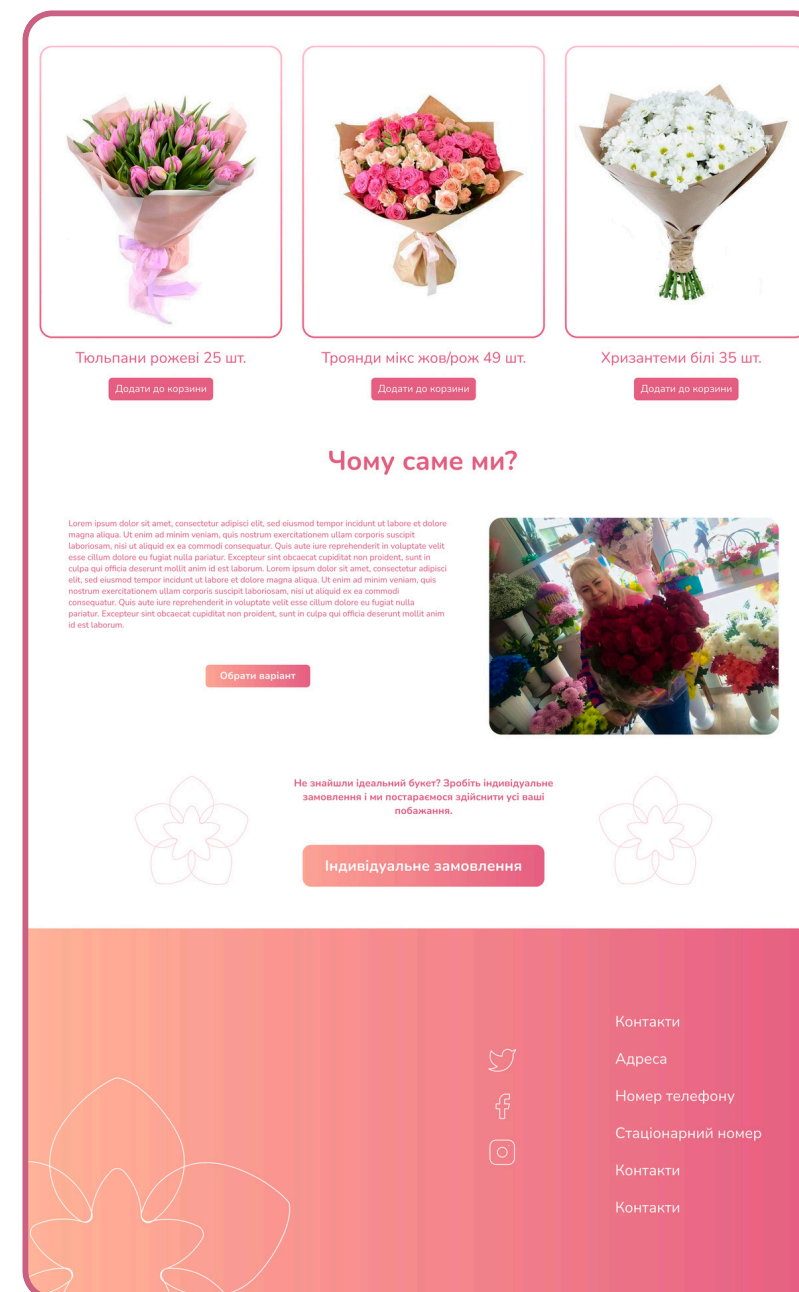 Тюльпани рожеві 25 шт.
Троянди мікс жов/рож 49 шт.
Хризантеми білі 35 шт.
Додати до корзини
Додати до корзини
Додати до корзини
Чому саме ми?
Lorem ipsum dolor sit amet, consectetur adipisci elit, sed eiusmod tempor incidunt ut labore et dolore
magna aliqua. Ut enim ad minim veniam, quis nostrum exercitationem ullam corporis suscipit
laboriosam, nisi ut aliquid ex ea commodi consequatur. Quis aute iure reprehenderit in voluptate velit
esse cillum dolore eu fugiat nulla pariatur. Excepteur sint obcaecat cupiditat non proident, sunt in
culpa qui officia deserunt mollit anim id est laborum. Lorem ipsum dolor sit amet, consectetur adipisci
elit, sed eiusmod tempor incidunt ut labore et dolore magna aliqua. Ut enim ad minim veniam, quis
nostrum exercitationem ullam corporis suscipit laboriosam, nisi ut aliquid ex ea commodi
consequatur. Quis aute iure reprehenderit in voluptate velit esse cillum dolore eu fugiat nulla
pariatur. Excepteur sint obcaecat cupiditat non proident, sunt in culpa qui officia deserunt mollit anim
id est laborum.
Обрати варіант
Не знайшли ідеальний букет? Зробіть індивідуальне
замовлення і ми постараємося здійснити усі ваші
побажання.
Індивідуальне замовлення
Контакти
Адреса
Номер телефону
Стаціонарний номер
Контакти
Контакти